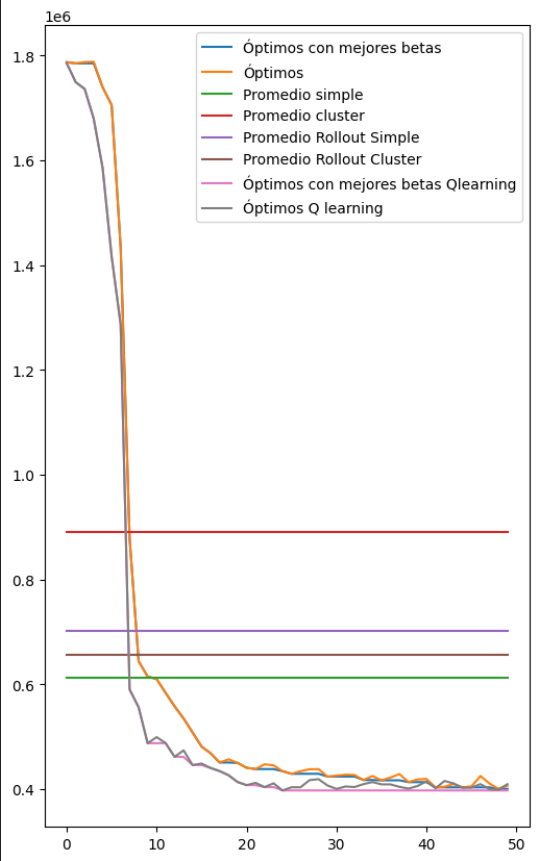 1e6
1.8
1.6
1.4
1.2
1.0
0.8
0.6
0.4
Óptimos con mejores betas
Óptimos
Promedio simple
Promedio cluster
Promedio Rollout Simple
Promedio Rollout Cluster
Óptimos con mejores betas Qlearning
Óptimos Q learning
0 10 20 30 40 50